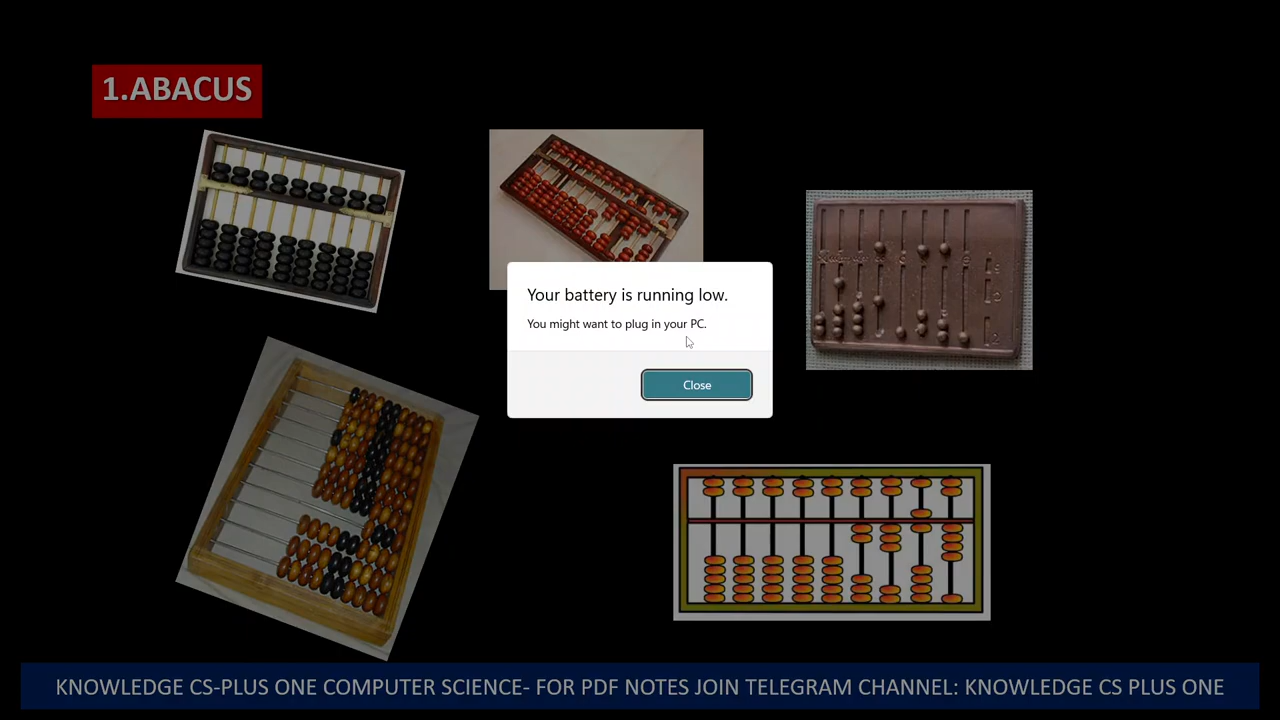 1.ABACUS
Your battery is running low.
You might want to plug in your PC.
Close
KNOWLEDGE CS-PLUS ONE COMPUTER SCIENCE- FOR PDF NOTES JOIN TELEGRAM CHANNEL: KNOWLEDGE CS PLUS ONE